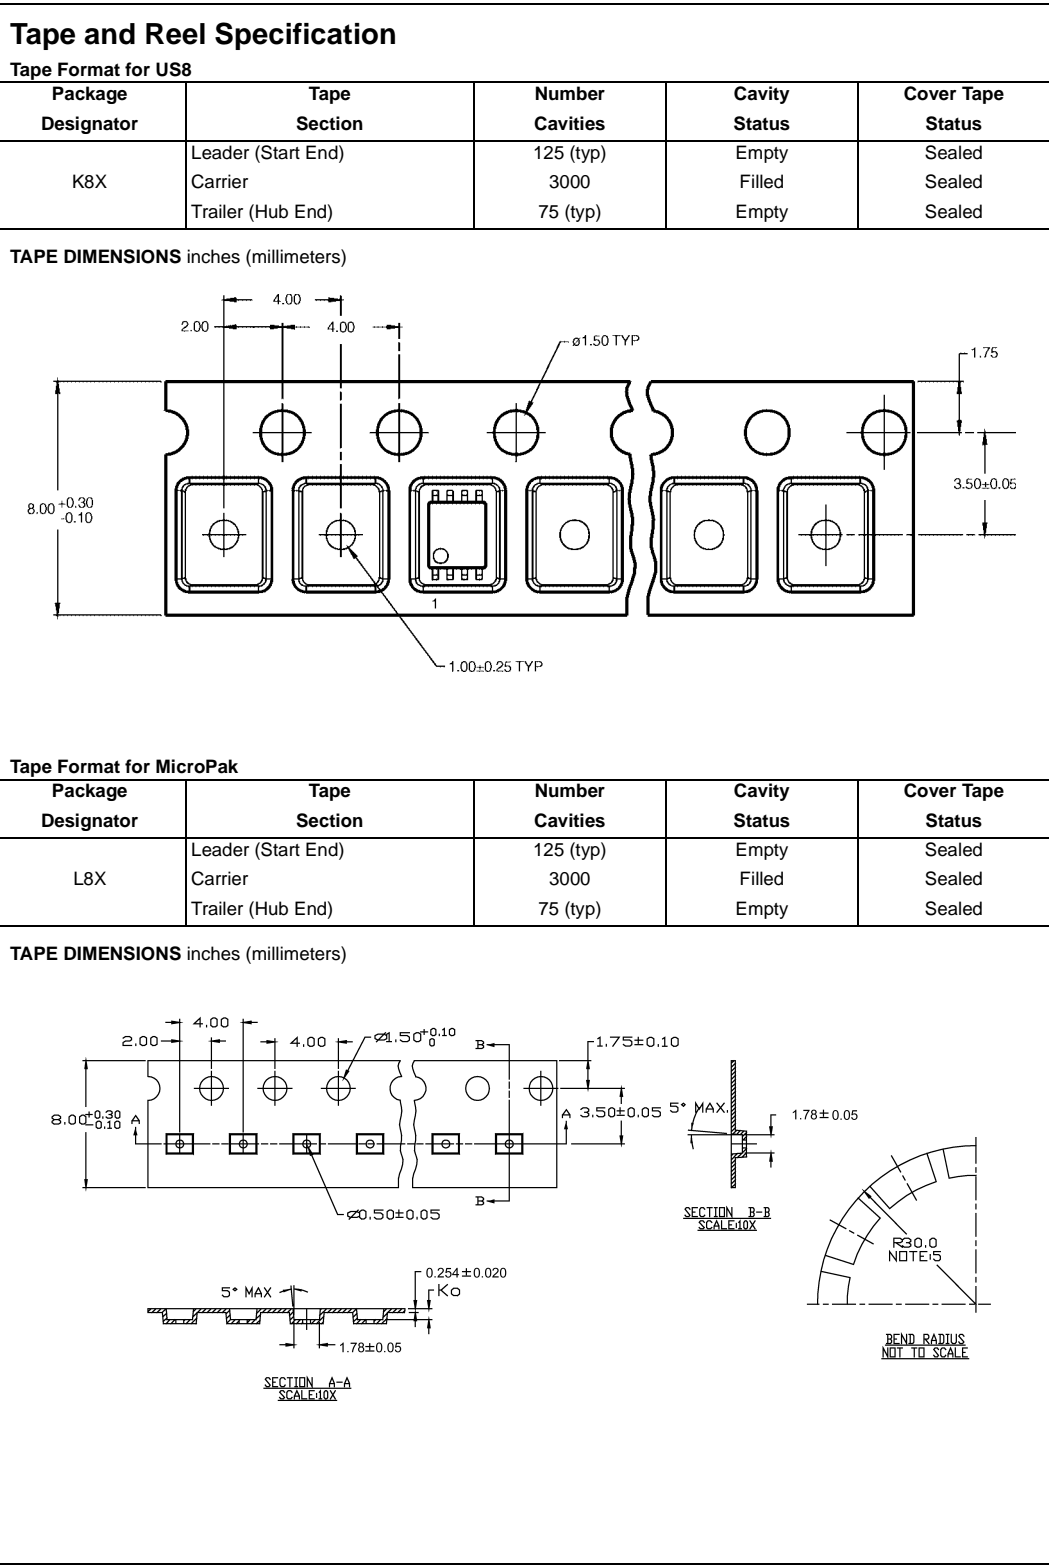 Tape and Reel Specification
Tape Format for US8
Package Tape Number Cavity Cover Tape
Designator Section Cavities Status Status
Leader (Start End) 125 (typ) Empty Sealed
K8X Carrier 3000 Filled Sealed
Trailer (Hub End) 75 (typ) Empty Sealed
TAPE DIMENSIONS inches (millimeters)
4.00
2.00 4.00
ø1.50 TYP
1.75
8.00 +0.30 -0.10
3.50±0.05
1
1.00±0.25 TYP
Tape Format for MicroPak
Package Tape Number Cavity Cover Tape
Designator Section Cavities Status Status
Leader (Start End) 125 (typ) Empty Sealed
L8X Carrier 3000 Filled Sealed
Trailer (Hub End) 75 (typ) Empty Sealed
TAPE DIMENSIONS inches (millimeters)
4.00
2.00 4.00 ⌀1.50 +0.10 0 B 1.75±0.10
8.00 +0.30 -0.10 A A 3.50±0.05 5° MAX. 1.78±0.05
B
⌀0.50±0.05
SECTION B-B
SCALE:10X
R30.0
NOTE:5
5° MAX 0.254±0.020
Ko
1.78±0.05
BEND RADIUS
NOT TO SCALE
SECTION A-A
SCALE:10X